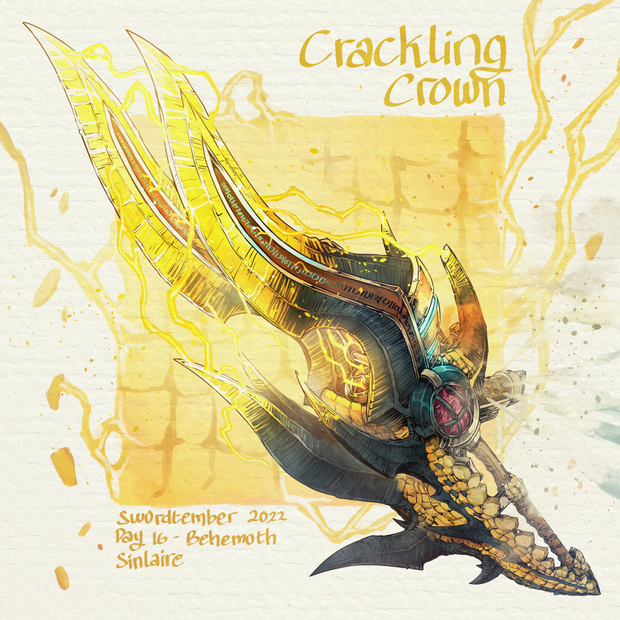 Crackling
Crown
Swordtember 2022
Day 16 - Behemoth
Sinlaire